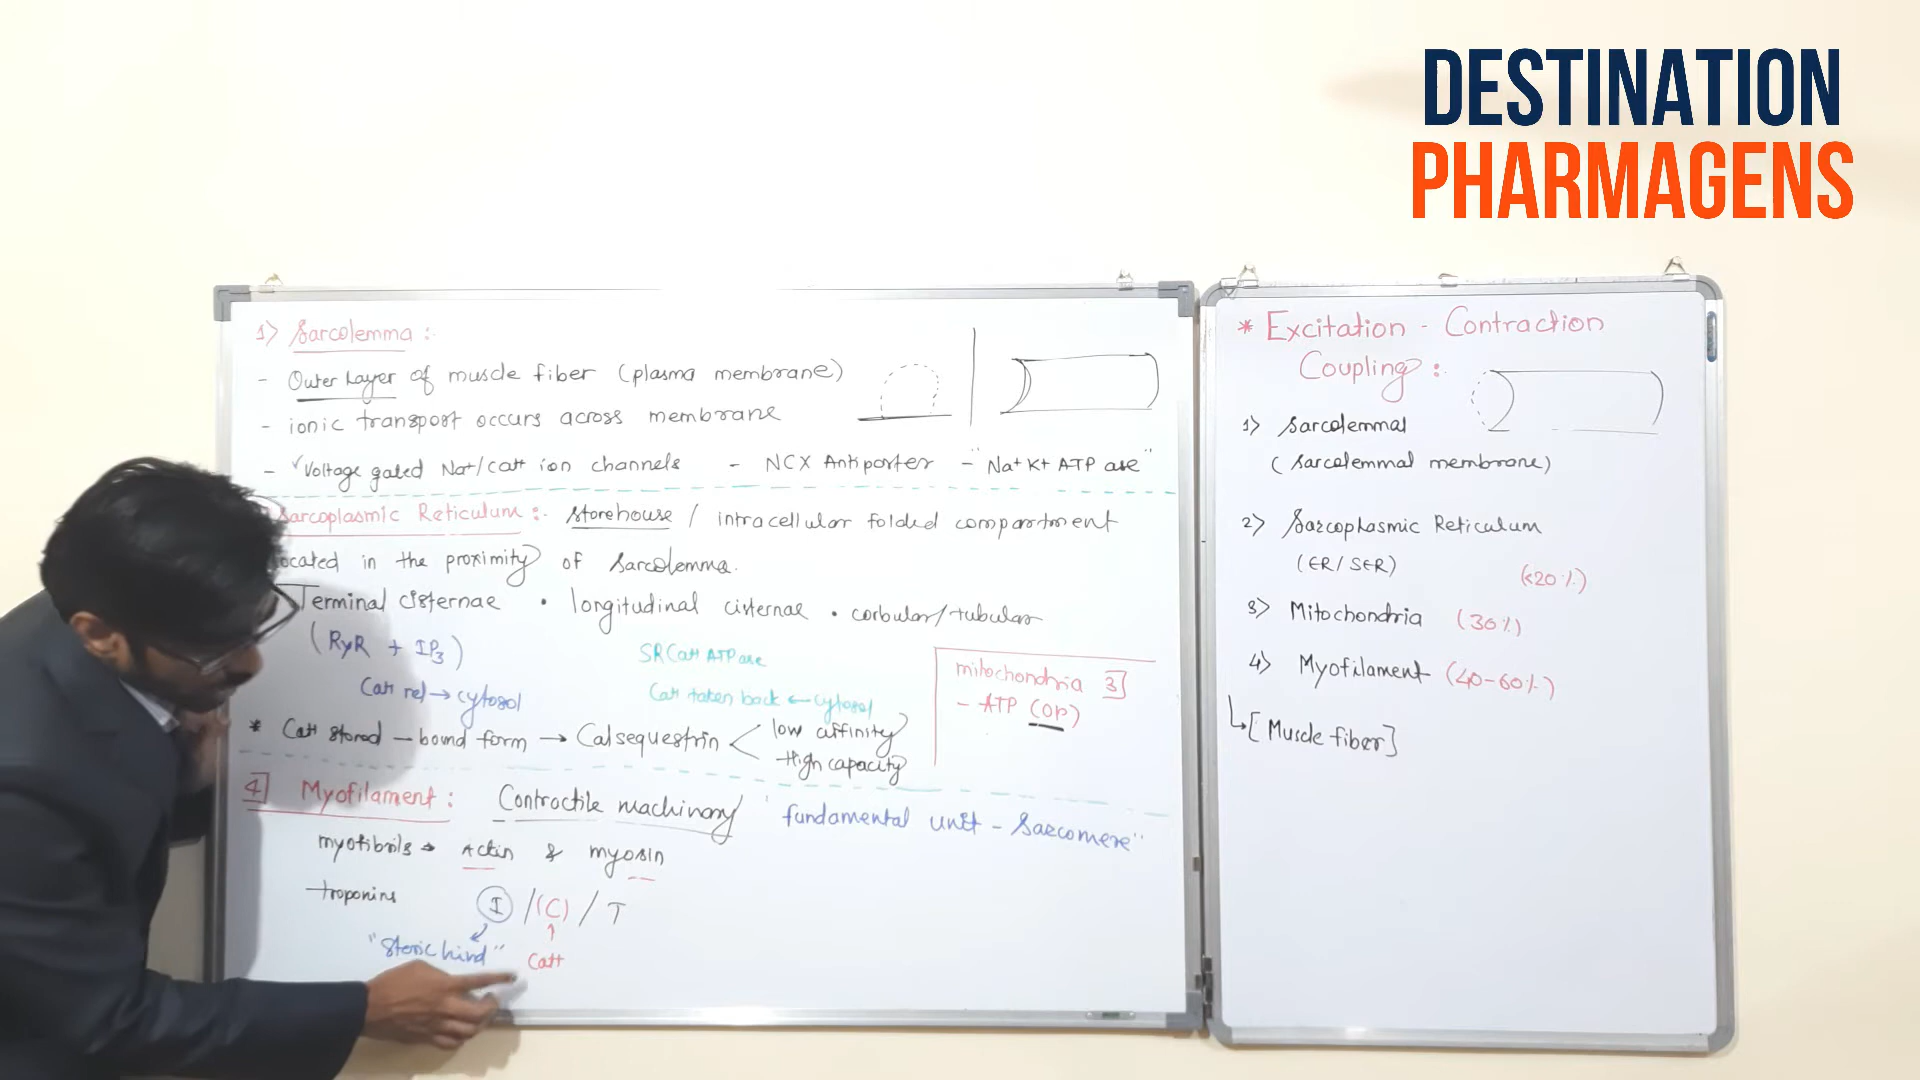 DESTINATION
PHARMAGENS
1) Sarcolemma :-
- Outer Layer of muscle fiber (plasma membrane)
- ionic transport occurs across membrane
- Voltage gated Na+/Ca++ ion channels - NCX Antiporter - "Na+ K+ ATPase"
Sarcoplasmic Reticulum :- storehouse / intracellular folded compartment
located in the proximity of Sarcolemma.
Terminal Cisternae • longitudinal cisternae • corbular/tubular
(RyR + IP3)
Ca++ rel → cytosol
SR Ca++ ATPase
Ca++ taken back ← cytosol
mitochondria 3]
- ATP (OP)
* Ca++ stored — bound form → Calsequestrin < low affinity
High capacity
4] Myofilament : Contractile machinary "fundamental unit - Sarcomere"
myofibrils → Actin & myosin
troponins I / (C) / T
"Steric hind" Ca++
* Excitation - Contraction
Coupling :-
1) Sarcolemmal
(Sarcolemmal membrane)
2) Sarcoplasmic Reticulum
(ER / SER) (<20%)
3) Mitochondria (30%)
4) Myofilament (40-60%)
↳ [Muscle fiber]